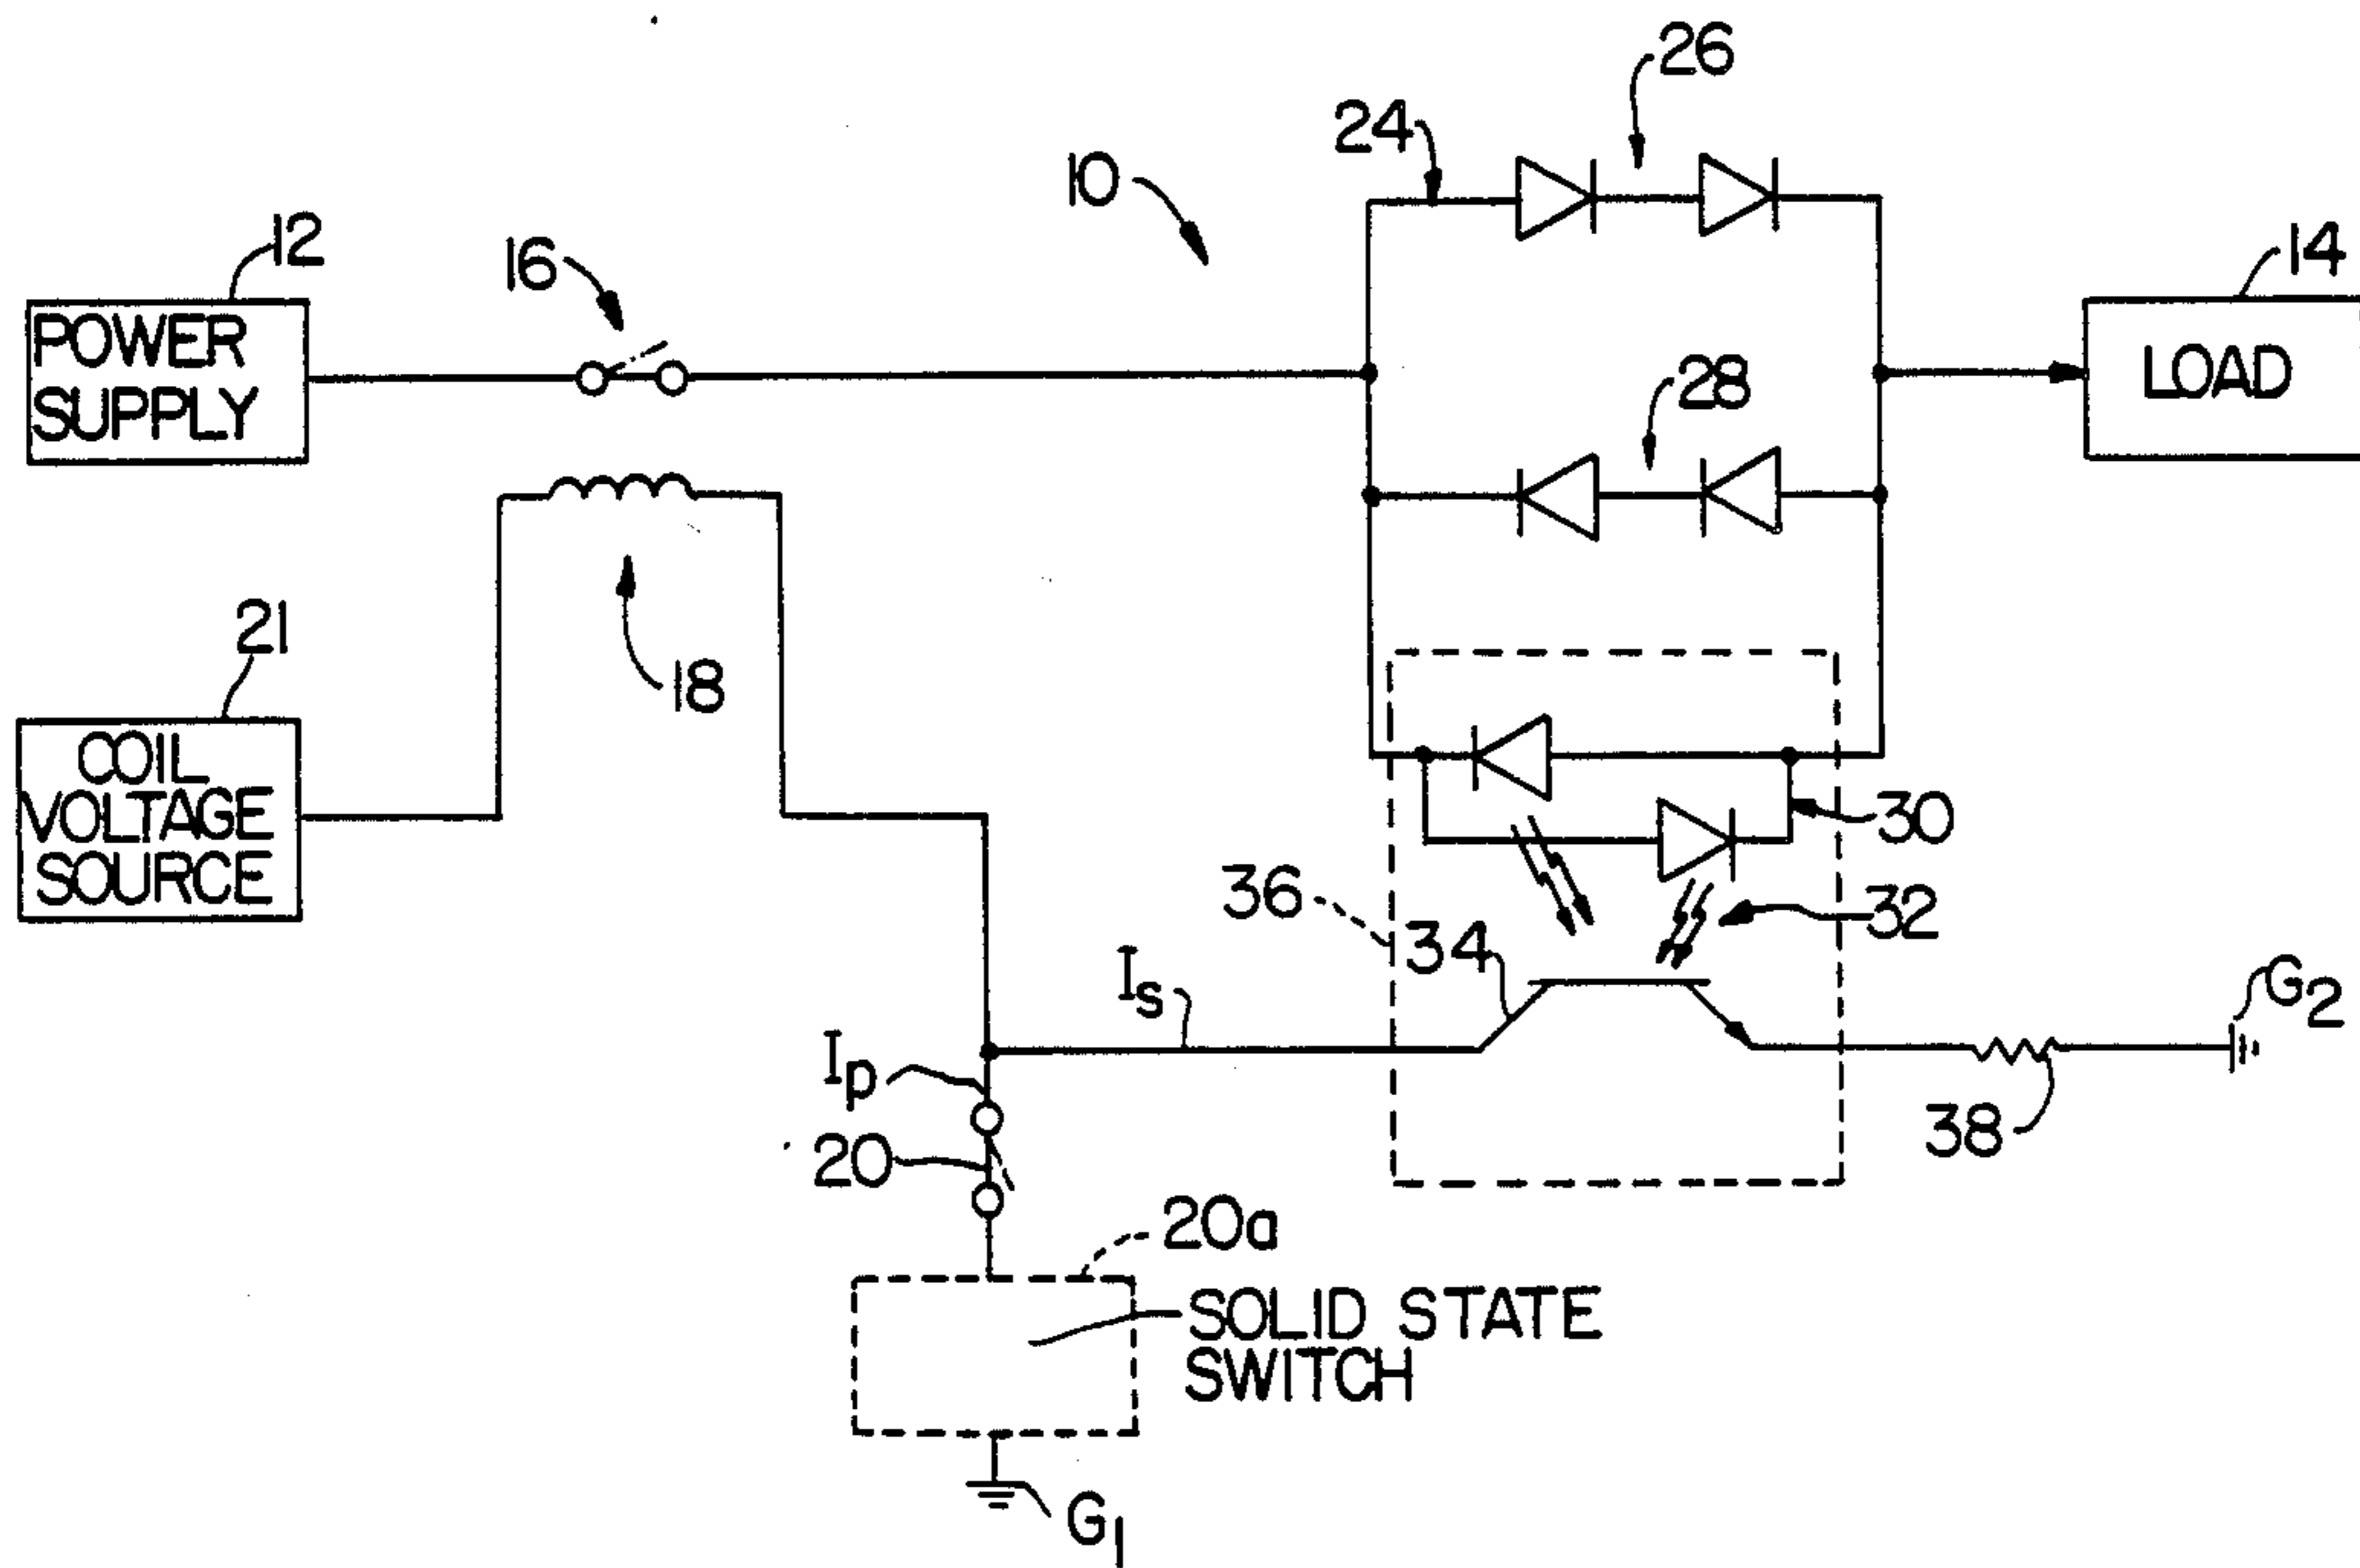 26
24
10
12
16
14
POWER
SUPPLY
LOAD
28
21
18
COIL
VOLTAGE
SOURCE
30
36
34
32
Is
G2
Ip
20
38
20a
SOLID STATE
SWITCH
G1